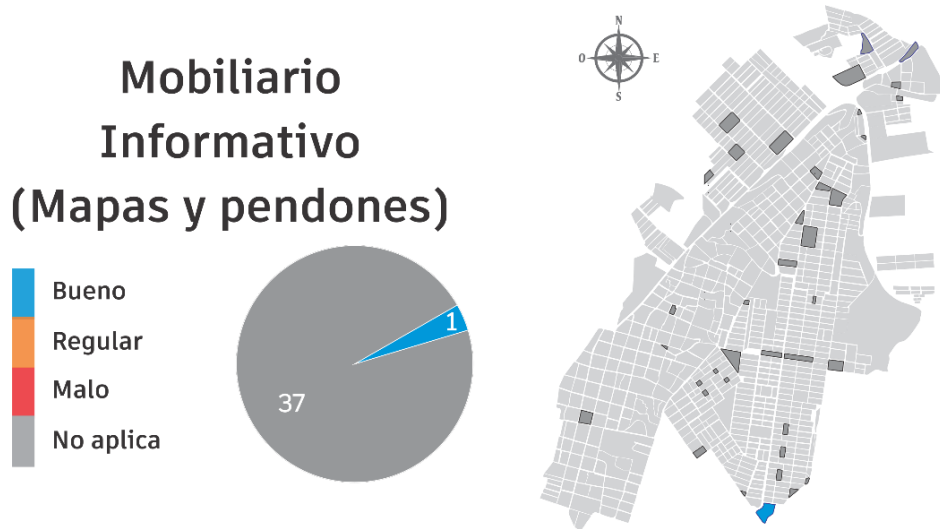 Mobiliario
Informativo
(Mapas y pendones)
Bueno
Regular
Malo
No aplica
1
37
N
O
E
S